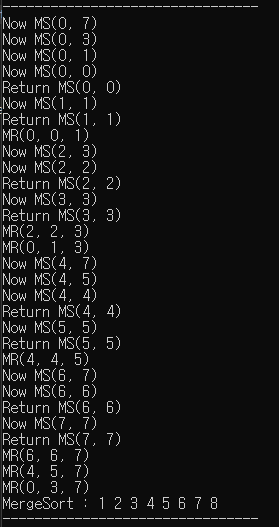 --------------------------------
Now MS(0, 7)
Now MS(0, 3)
Now MS(0, 1)
Now MS(0, 0)
Return MS(0, 0)
Now MS(1, 1)
Return MS(1, 1)
MR(0, 0, 1)
Now MS(2, 3)
Now MS(2, 2)
Return MS(2, 2)
Now MS(3, 3)
Return MS(3, 3)
MR(2, 2, 3)
MR(0, 1, 3)
Now MS(4, 7)
Now MS(4, 5)
Now MS(4, 4)
Return MS(4, 4)
Now MS(5, 5)
Return MS(5, 5)
MR(4, 4, 5)
Now MS(6, 7)
Now MS(6, 6)
Return MS(6, 6)
Now MS(7, 7)
Return MS(7, 7)
MR(6, 6, 7)
MR(4, 5, 7)
MR(0, 3, 7)
MergeSort : 1 2 3 4 5 6 7 8
--------------------------------